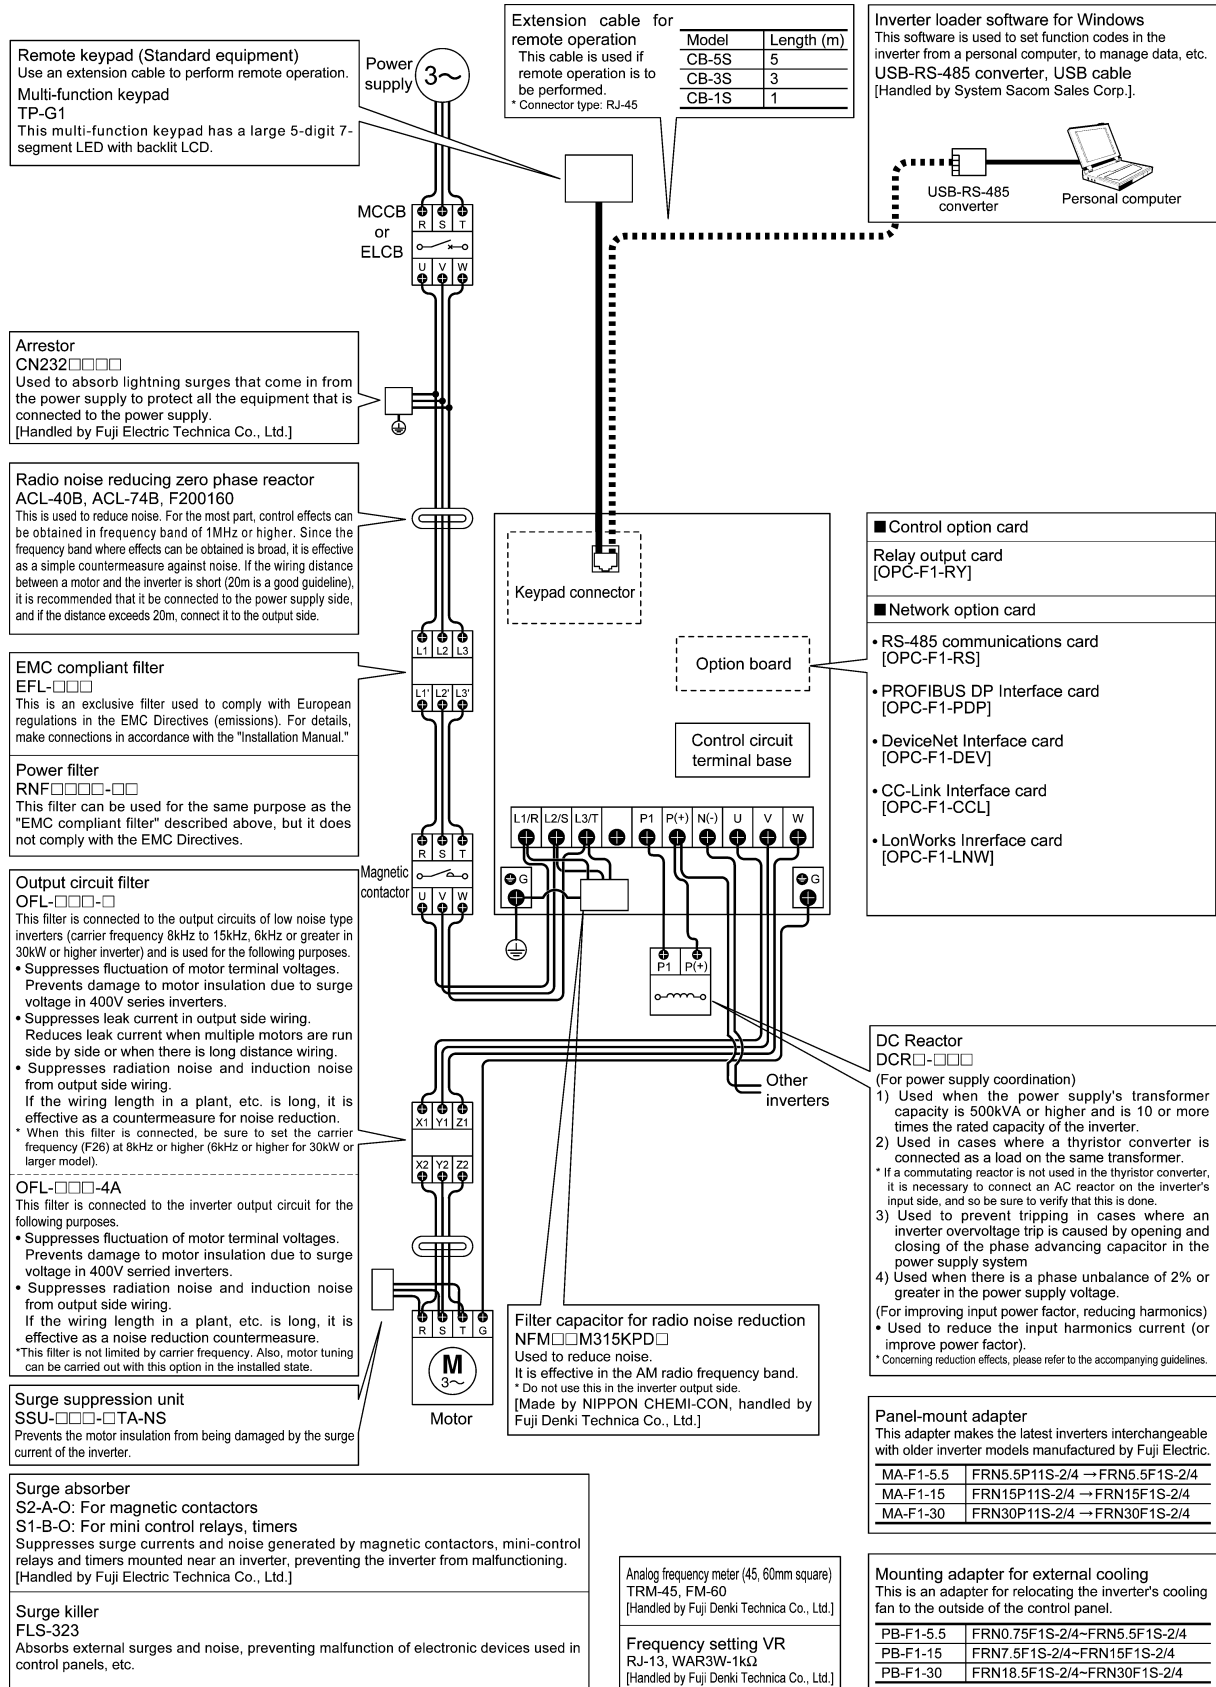 Remote keypad (Standard equipment)
Use an extension cable to perform remote operation.
Multi-function keypad
TP-G1
This multi-function keypad has a large 5-digit 7-
segment LED with backlit LCD.
Power
supply
3~
Extension cable for
remote operation
This cable is used if
remote operation is to
be performed.
* Connector type: RJ-45
Model Length (m)
CB-5S 5
CB-3S 3
CB-1S 1
Inverter loader software for Windows
This software is used to set function codes in the
inverter from a personal computer, to manage data, etc.
USB-RS-485 converter, USB cable
[Handled by System Sacom Sales Corp.].
USB-RS-485
converter
Personal computer
MCCB
or
ELCB
R S T
U V W
Arrestor
CN232□□□□
Used to absorb lightning surges that come in from
the power supply to protect all the equipment that is
connected to the power supply.
[Handled by Fuji Electric Technica Co., Ltd.]
Radio noise reducing zero phase reactor
ACL-40B, ACL-74B, F200160
This is used to reduce noise. For the most part, control effects can
be obtained in frequency band of 1MHz or higher. Since the
frequency band where effects can be obtained is broad, it is effective
as a simple countermeasure against noise. If the wiring distance
between a motor and the inverter is short (20m is a good guideline),
it is recommended that it be connected to the power supply side,
and if the distance exceeds 20m, connect it to the output side.
L1 L2 L3
L1' L2' L3'
EMC compliant filter
EFL-□□□
This is an exclusive filter used to comply with European
regulations in the EMC Directives (emissions). For details,
make connections in accordance with the "Installation Manual."
Power filter
RNF□□□□-□□
This filter can be used for the same purpose as the
"EMC compliant filter" described above, but it does
not comply with the EMC Directives.
Magnetic
contactor
R S T
U V W
Output circuit filter
OFL-□□□-□
This filter is connected to the output circuits of low noise type
inverters (carrier frequency 8kHz to 15kHz, 6kHz or greater in
30kW or higher inverter) and is used for the following purposes.
• Suppresses fluctuation of motor terminal voltages.
Prevents damage to motor insulation due to surge
voltage in 400V series inverters.
• Suppresses leak current in output side wiring.
Reduces leak current when multiple motors are run
side by side or when there is long distance wiring.
• Suppresses radiation noise and induction noise
from output side wiring.
If the wiring length in a plant, etc. is long, it is
effective as a countermeasure for noise reduction.
* When this filter is connected, be sure to set the carrier
frequency (F26) at 8kHz or higher (6kHz or higher for 30kW or
larger model).
OFL-□□□-4A
This filter is connected to the inverter output circuit for the
following purposes.
• Suppresses fluctuation of motor terminal voltages.
Prevents damage to motor insulation due to surge
voltage in 400V serried inverters.
• Suppresses radiation noise and induction noise
from output side wiring.
If the wiring length in a plant, etc. is long, it is
effective as a noise reduction countermeasure.
*This filter is not limited by carrier frequency. Also, motor tuning
can be carried out with this option in the installed state.
Surge suppression unit
SSU-□□□-□TA-NS
Prevents the motor insulation from being damaged by the surge
current of the inverter.
Keypad connector
Option board
Control circuit
terminal base
L1/R L2/S L3/T P1 P(+) N(-) U V W
G
G
P1 P(+)
Other
inverters
X1 Y1 Z1
X2 Y2 Z2
R S T G
M
3~
Motor
Filter capacitor for radio noise reduction
NFM□□M315KPD□
Used to reduce noise.
It is effective in the AM radio frequency band.
* Do not use this in the inverter output side.
[Made by NIPPON CHEMI-CON, handled by
Fuji Denki Technica Co., Ltd.]
■Control option card
Relay output card
[OPC-F1-RY]
■Network option card
• RS-485 communications card
[OPC-F1-RS]
• PROFIBUS DP Interface card
[OPC-F1-PDP]
• DeviceNet Interface card
[OPC-F1-DEV]
• CC-Link Interface card
[OPC-F1-CCL]
• LonWorks Inrerface card
[OPC-F1-LNW]
DC Reactor
DCR□-□□□
(For power supply coordination)
1) Used when the power supply's transformer
capacity is 500kVA or higher and is 10 or more
times the rated capacity of the inverter.
2) Used in cases where a thyristor converter is
connected as a load on the same transformer.
* If a commutating reactor is not used in the thyristor converter,
it is necessary to connect an AC reactor on the inverter's
input side, and so be sure to verify that this is done.
3) Used to prevent tripping in cases where an
inverter overvoltage trip is caused by opening and
closing of the phase advancing capacitor in the
power supply system
4) Used when there is a phase unbalance of 2% or
greater in the power supply voltage.
(For improving input power factor, reducing harmonics)
• Used to reduce the input harmonics current (or
improve power factor).
* Concerning reduction effects, please refer to the accompanying guidelines.
Panel-mount adapter
This adapter makes the latest inverters interchangeable
with older inverter models manufactured by Fuji Electric.
MA-F1-5.5 FRN5.5P11S-2/4 →FRN5.5F1S-2/4
MA-F1-15 FRN15P11S-2/4 →FRN15F1S-2/4
MA-F1-30 FRN30P11S-2/4 →FRN30F1S-2/4
Surge absorber
S2-A-O: For magnetic contactors
S1-B-O: For mini control relays, timers
Suppresses surge currents and noise generated by magnetic contactors, mini-control
relays and timers mounted near an inverter, preventing the inverter from malfunctioning.
[Handled by Fuji Electric Technica Co., Ltd.]
Surge killer
FLS-323
Absorbs external surges and noise, preventing malfunction of electronic devices used in
control panels, etc.
Analog frequency meter (45, 60mm square)
TRM-45, FM-60
[Handled by Fuji Denki Technica Co., Ltd.]
Frequency setting VR
RJ-13, WAR3W-1kΩ
[Handled by Fuji Denki Technica Co., Ltd.]
Mounting adapter for external cooling
This is an adapter for relocating the inverter's cooling
fan to the outside of the control panel.
PB-F1-5.5 FRN0.75F1S-2/4~FRN5.5F1S-2/4
PB-F1-15 FRN7.5F1S-2/4~FRN15F1S-2/4
PB-F1-30 FRN18.5F1S-2/4~FRN30F1S-2/4